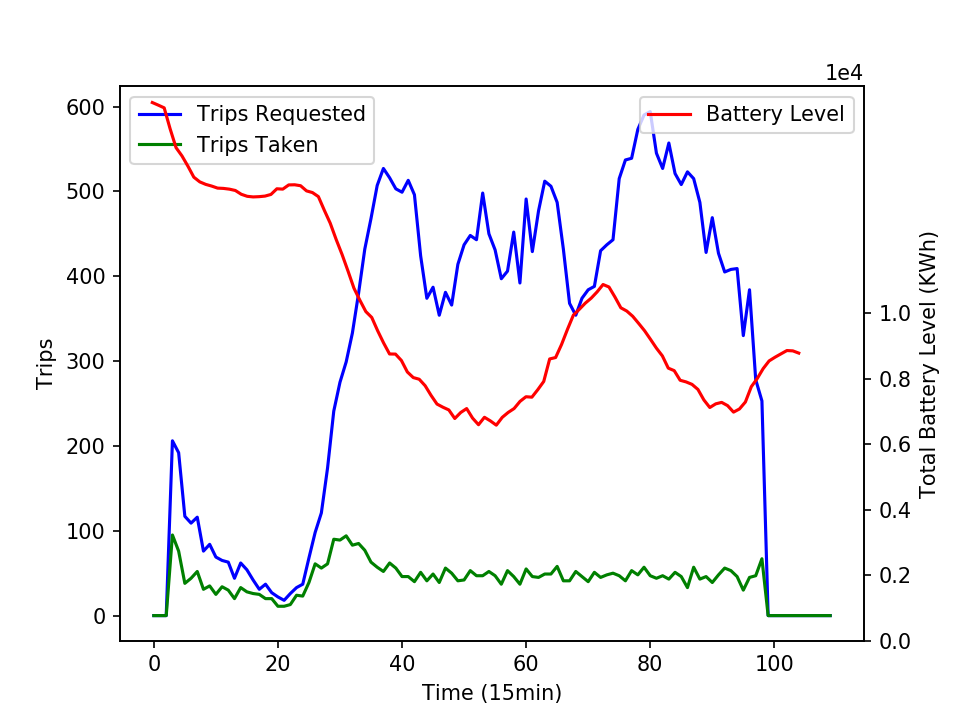 1e4
Trips Requested
Trips Taken
Battery Level
600
500
400
300
200
100
0
Trips
1.0
0.8
0.6
0.4
0.2
0.0
Total Battery Level (KWh)
0 20 40 60 80 100
Time (15min)